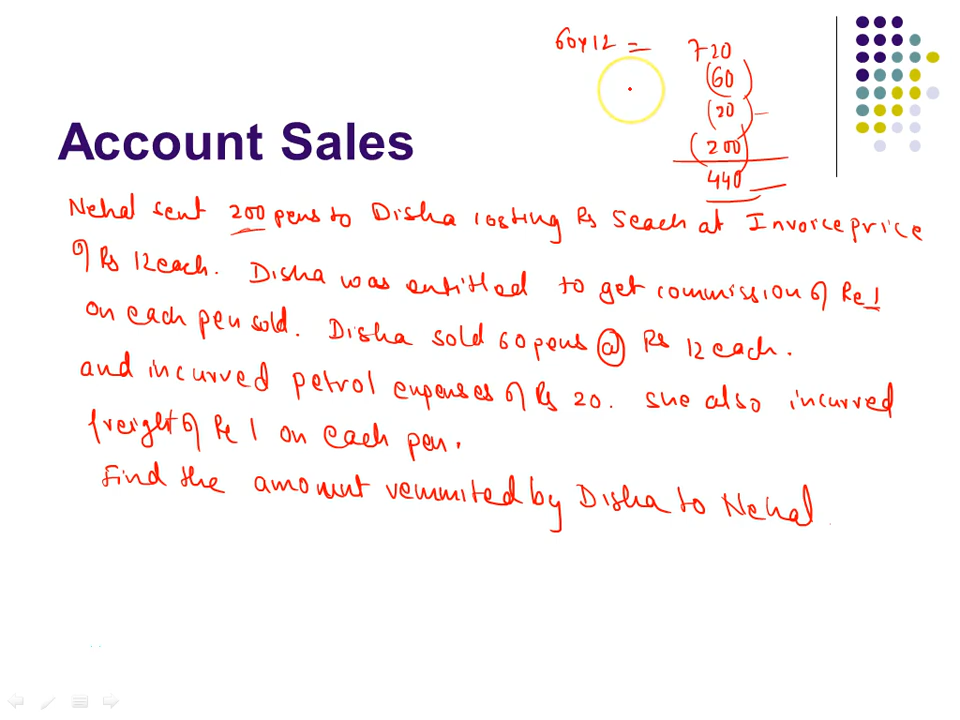 60x12 = 720
(60)
(20)
(200)
440
Account Sales
Nehal sent 200 pens to Disha costing Rs 5 each at Invoice price
of Rs 12 each. Disha was entitled to get commission of Re 1
on each pen sold. Disha sold 60 pens @ Rs 12 each.
and incurred petrol expenses of Rs 20. She also incurred
freight of Re 1 on each pen.
Find the amount remmited by Disha to Nehal